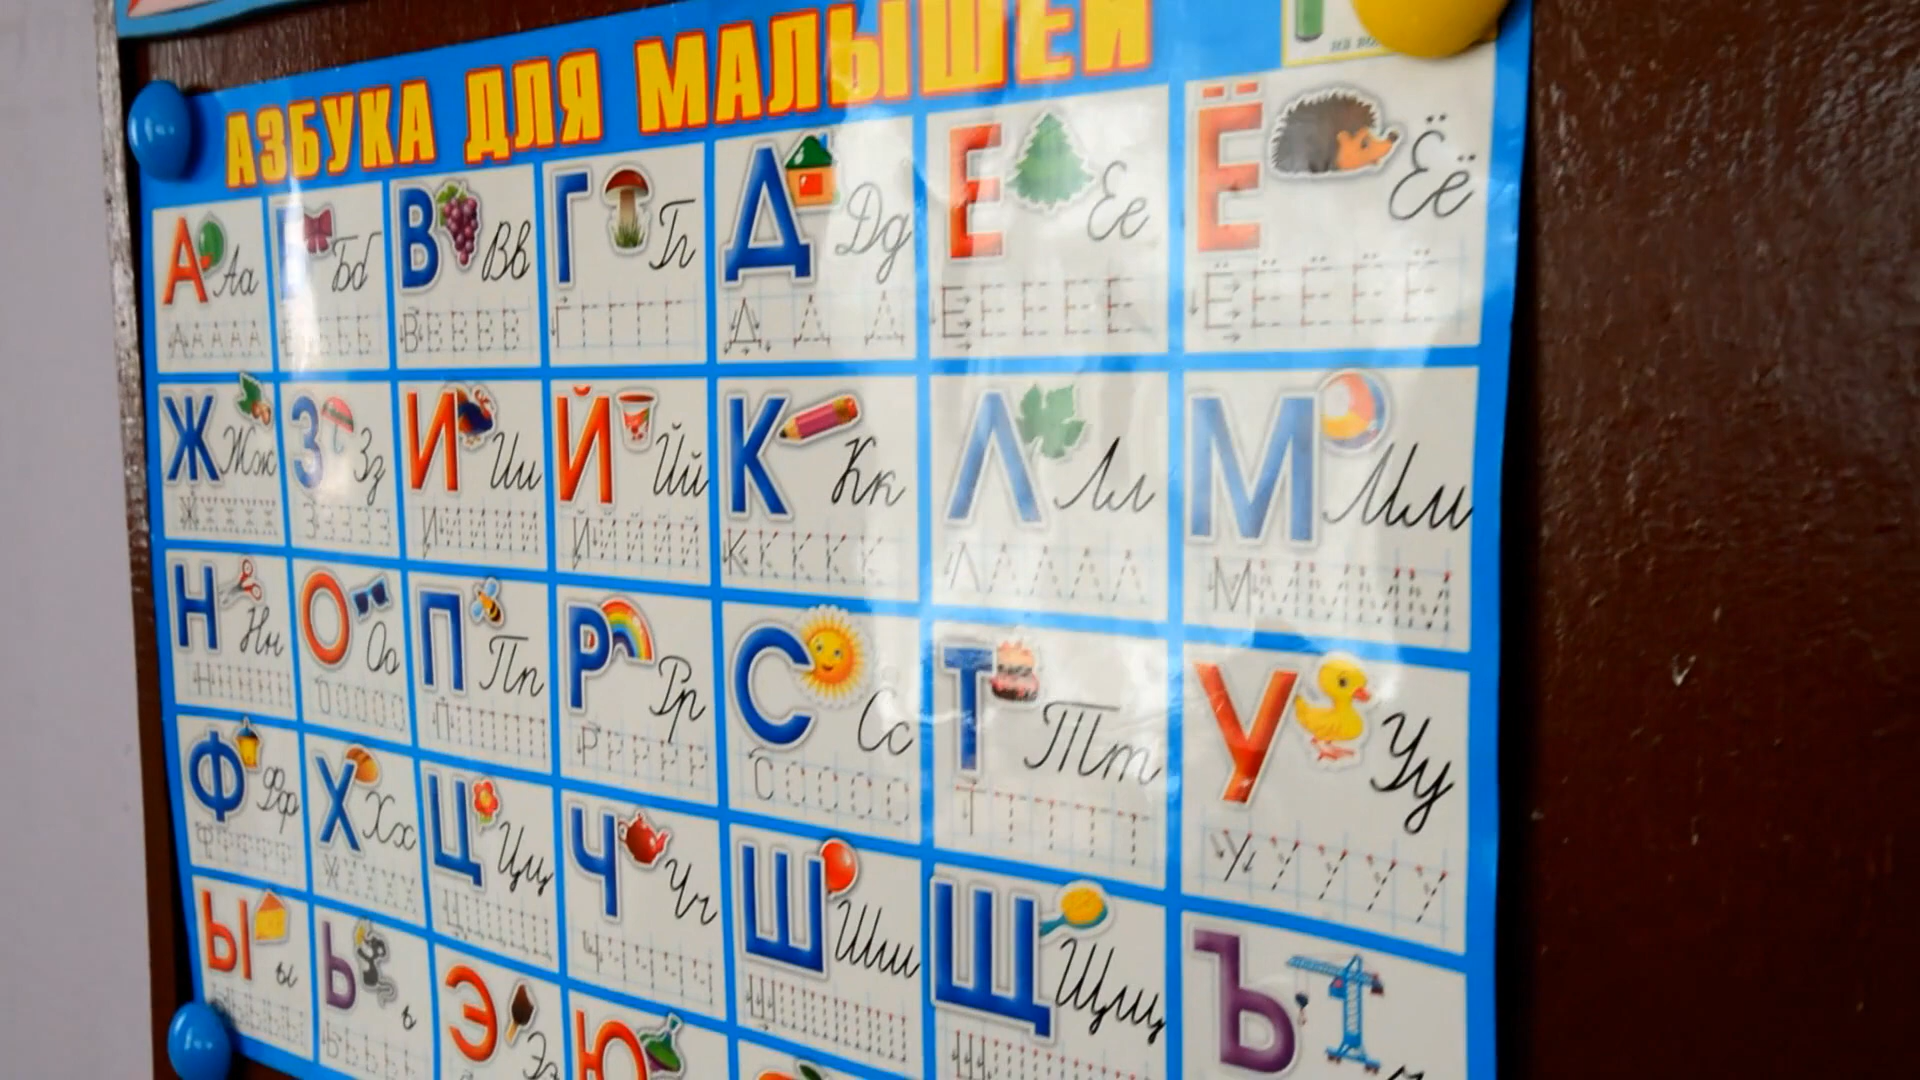 АЗБУКА ДЛЯ МАЛЫШЕЙ
А Аа Б Бб В Вв Г Гг Д Дд Е Ее Ё Ёё
А А А А А Б Б Б Б В В В В В Г Г Г Г Г Д Д Д Е Е Е Е Е Ё Ё Ё Ё Ё
Ж Жж З Зз И Ии Й Йй К Кк Л Лл М Мм
Ж Ж Ж Ж Ж З З З З З И И И И И Й Й Й Й Й К К К К К Л Л Л Л Л М М М М М
Н Нн О Оо П Пп Р Рр С Сс Т Тт У Уу
Н Н Н Н Н О О О О О П П П П П Р Р Р Р Р С С С С С Т Т Т Т Т У У У У У
Ф Фф Х Хх Ц Цц Ч Чч Ш Шш Щ Щщ Ъ
Ф Ф Ф Ф Ф Х Х Х Х Х Ц Ц Ц Ц Ц Ч Ч Ч Ч Ч
Ы ы Ь ь Э Ээ Ю